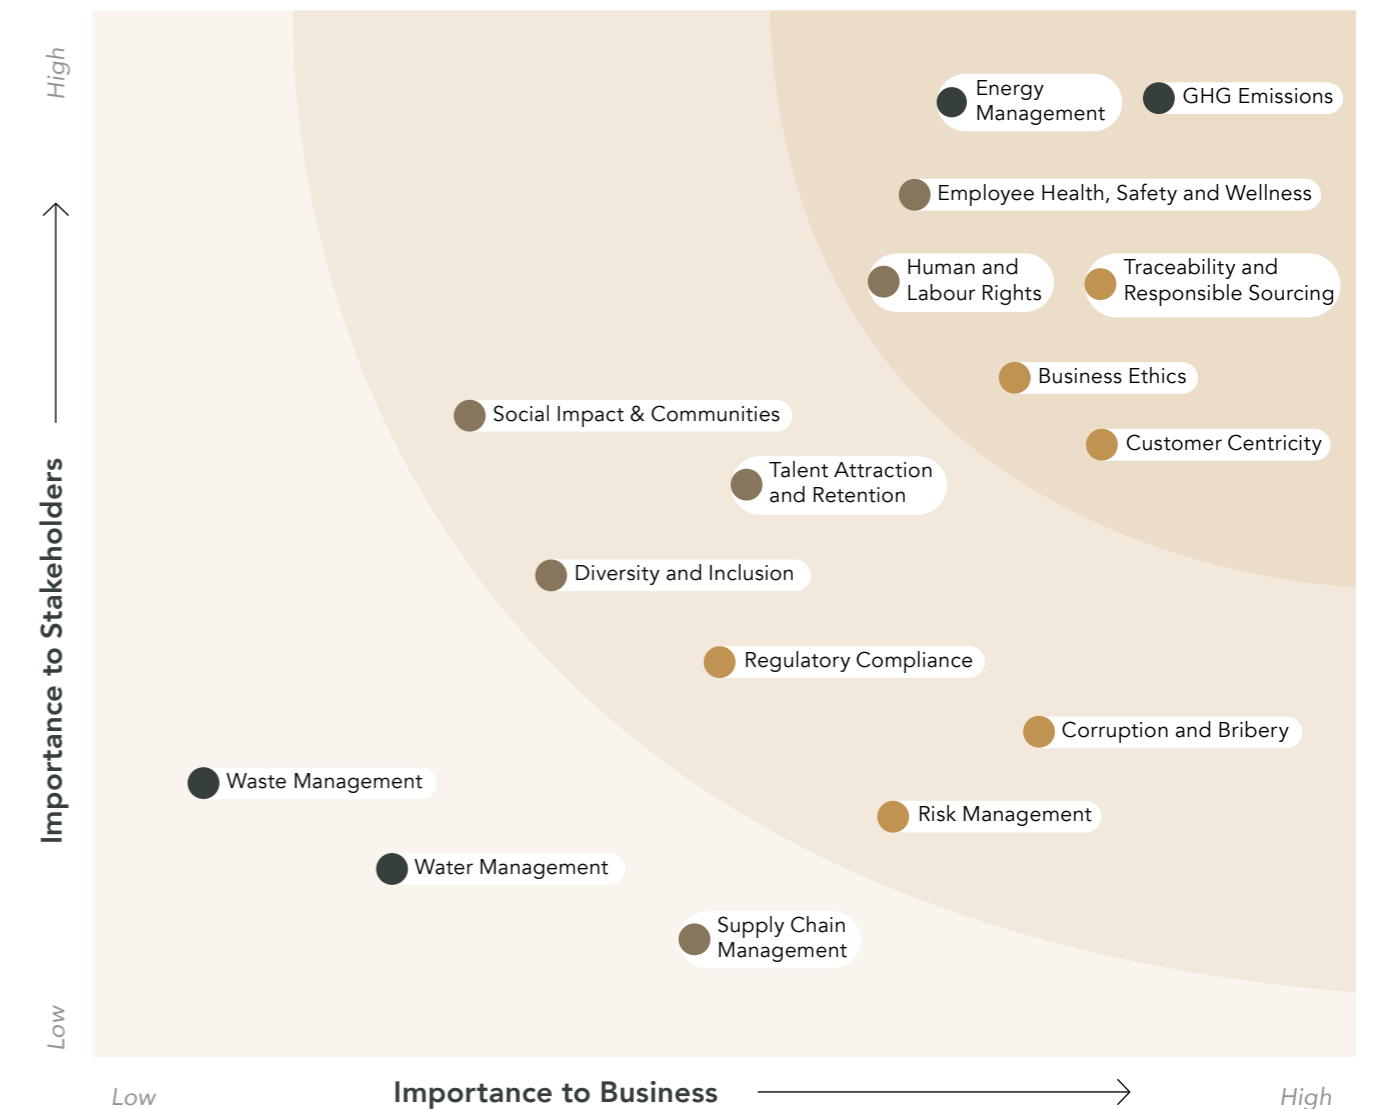 High
Energy
Management
GHG Emissions
Employee Health, Safety and Wellness
Human and
Labour Rights
Traceability and
Responsible Sourcing
Business Ethics
Social Impact & Communities
Customer Centricity
Talent Attraction
and Retention
Importance to Stakeholders
Diversity and Inclusion
Regulatory Compliance
Corruption and Bribery
Waste Management
Risk Management
Water Management
Supply Chain
Management
Low
Low
Importance to Business
High